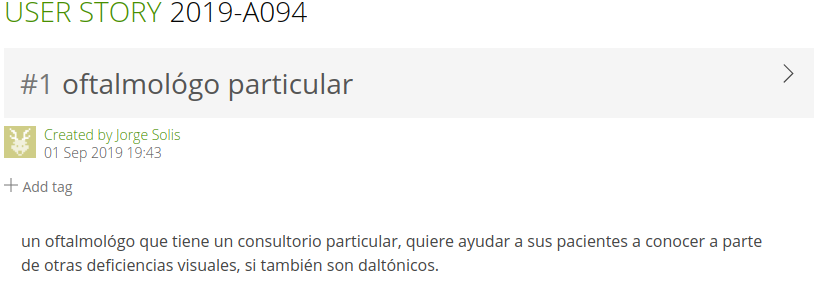 USER STORY 2019-A094
#1 oftalmológo particular
Created by Jorge Solis
01 Sep 2019 19:43
Add tag
un oftalmológo que tiene un consultorio particular, quiere ayudar a sus pacientes a conocer a parte
de otras deficiencias visuales, si también son daltónicos.